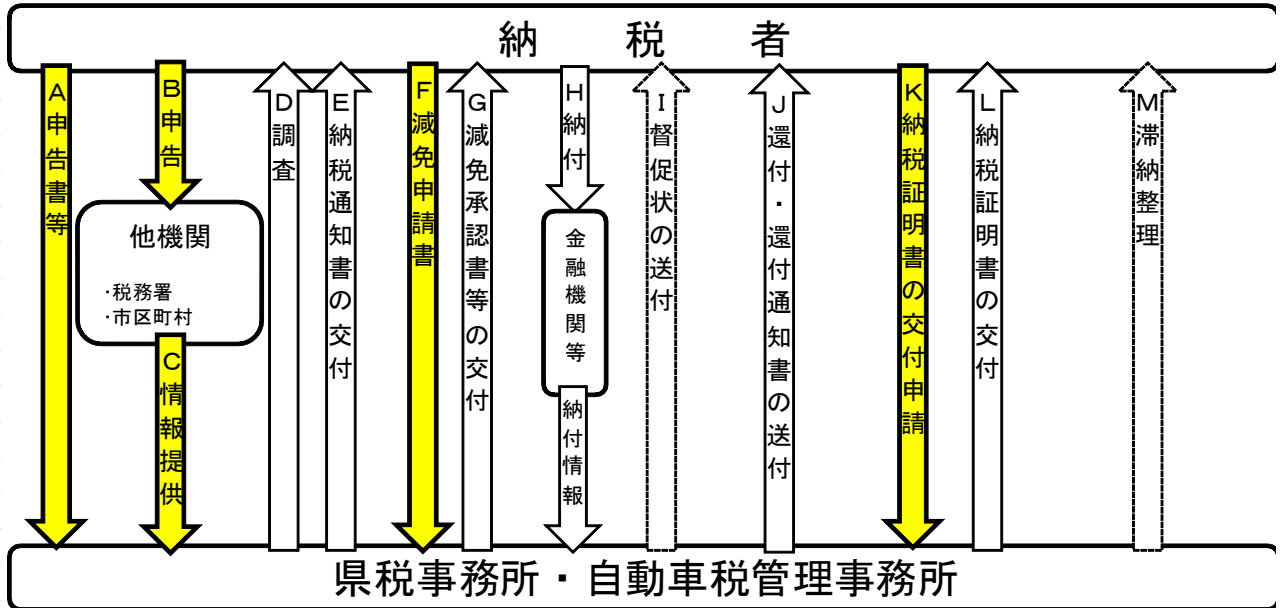 納税者
A申告書等
B申告
他機関
・税務署
・市区町村
C情報提供
D調査
E納税通知書の交付
F減免申請書
G減免承認書等の交付
H納付
金融機関等
納付情報
I督促状の送付
J還付・還付通知書の送付
K納税証明書の交付申請
L納税証明書の交付
M滞納整理
県税事務所・自動車税管理事務所